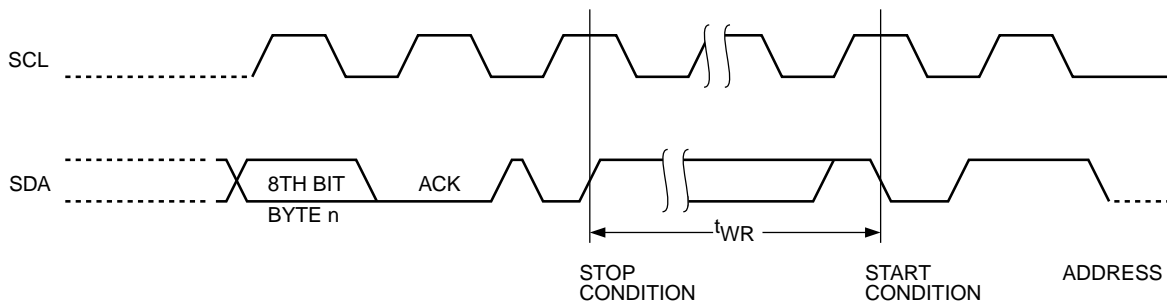 SCL
SDA
8TH BIT
ACK
BYTE n
tWR
STOP
CONDITION
START
CONDITION
ADDRESS